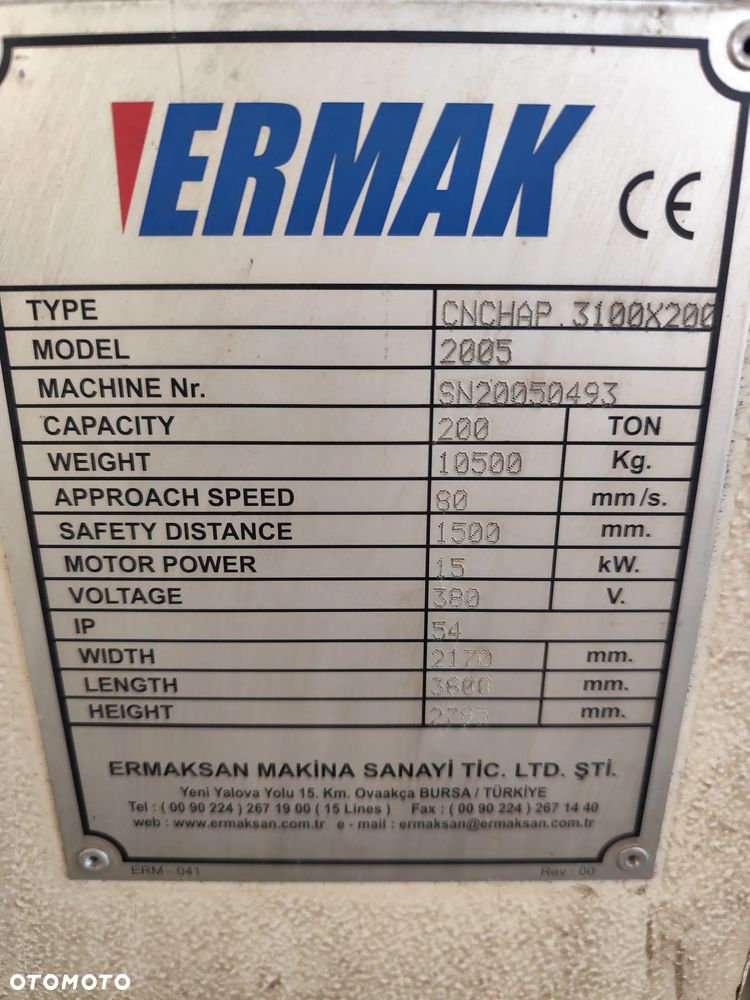 ERMAK CE
TYPE CNCHAP.3100X200
MODEL 2005
MACHINE Nr. SN20050493
CAPACITY 200 TON
WEIGHT 10500 Kg.
APPROACH SPEED 80 mm/s.
SAFETY DISTANCE 1500 mm.
MOTOR POWER 15 kW.
VOLTAGE 380 V.
IP 54
WIDTH 2170 mm.
LENGTH 3600 mm.
HEIGHT mm.
ERMAKSAN MAKİNA SANAYİ TİC. LTD. ŞTİ.
Yeni Yalova Yolu 15. Km. Ovaakça BURSA / TÜRKİYE
Tel : ( 00 90 224 ) 267 19 00 ( 15 Lines ) Fax : ( 00 90 224 ) 267 14 40
web : www.ermaksan.com.tr e - mail : ermaksan@ermaksan.com.tr
ERM - 041 Rev : 00
OTOMOTO